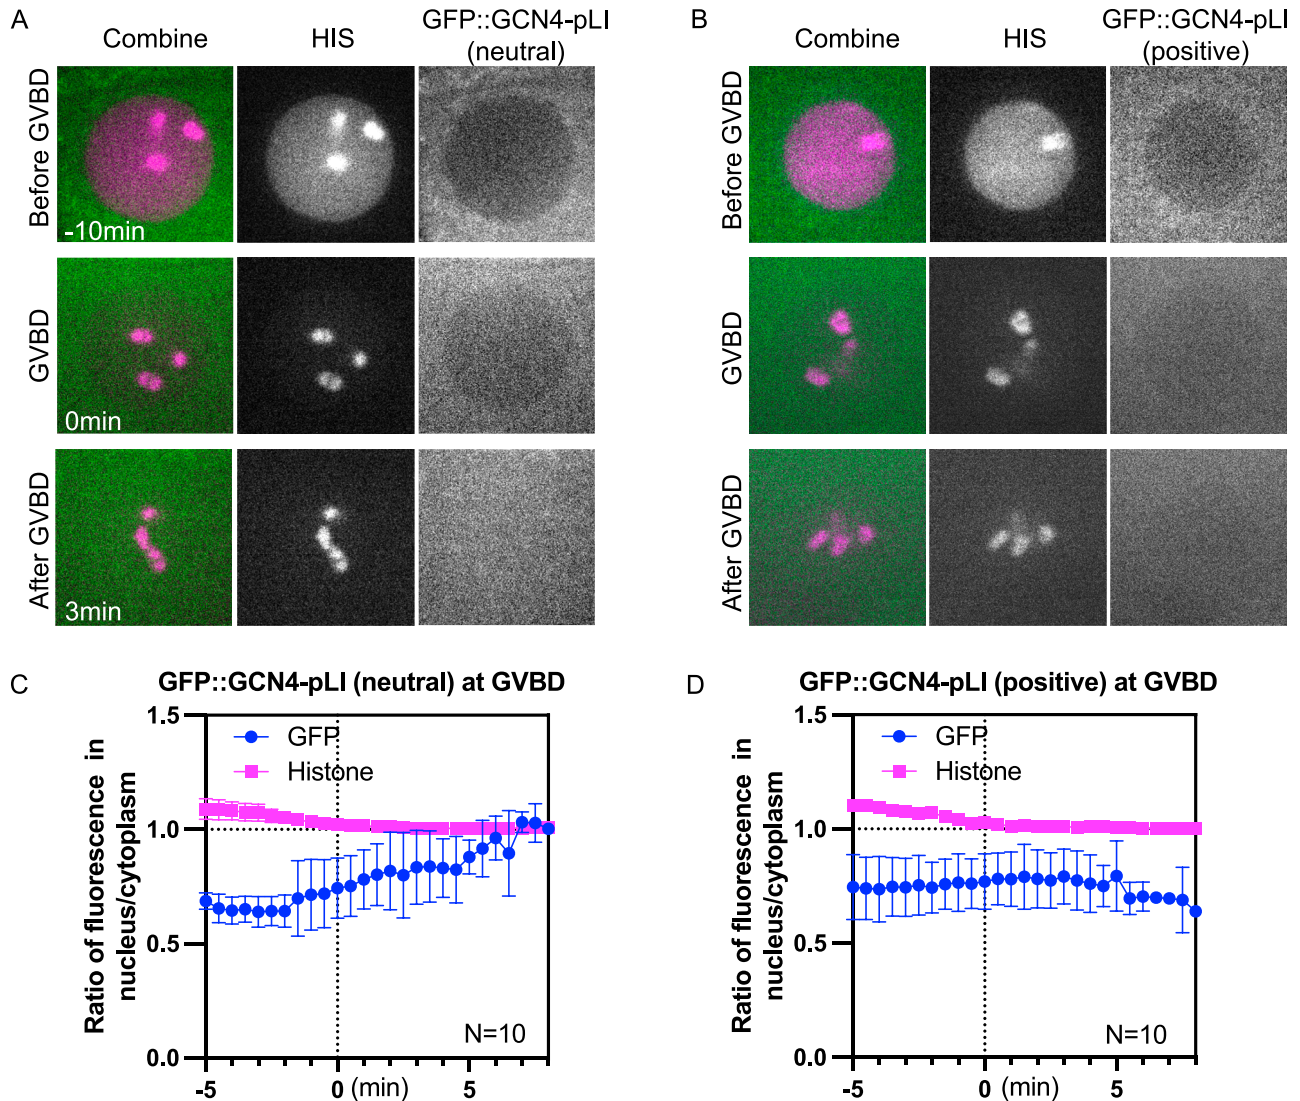 A
Combine
HIS
GFP::GCN4-pLI
(neutral)
Before GVBD
-10min
GVBD
0min
After GVBD
3min
B
Combine
HIS
GFP::GCN4-pLI
(positive)
Before GVBD
GVBD
After GVBD
C
GFP::GCN4-pLI (neutral) at GVBD
Ratio of fluorescence in
nucleus/cytoplasm
1.5
1.0
0.5
0.0
GFP
Histone
N=10
-5 0 (min) 5
D
GFP::GCN4-pLI (positive) at GVBD
Ratio of fluorescence in
nucleus/cytoplasm
1.5
1.0
0.5
0.0
GFP
Histone
N=10
-5 0 (min) 5